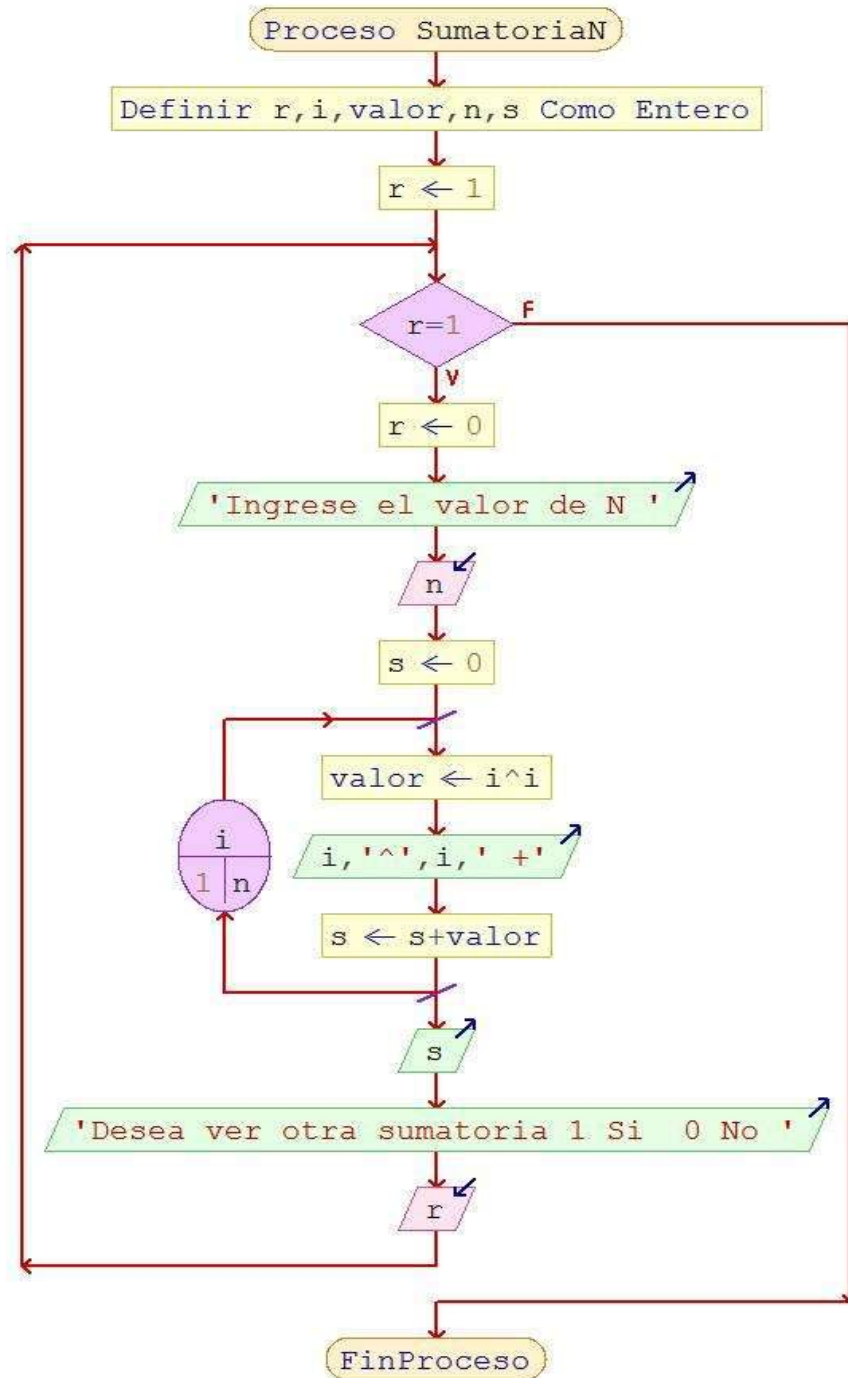 Proceso SumatoriaN
Definir r,i,valor,n,s Como Entero
r ← 1
r=1
F
V
r ← 0
'Ingrese el valor de N '
n
s ← 0
valor ← i^i
i
1 n
i,'^',i,' +'
s ← s+valor
s
'Desea ver otra sumatoria 1 Si  0 No '
r
FinProceso